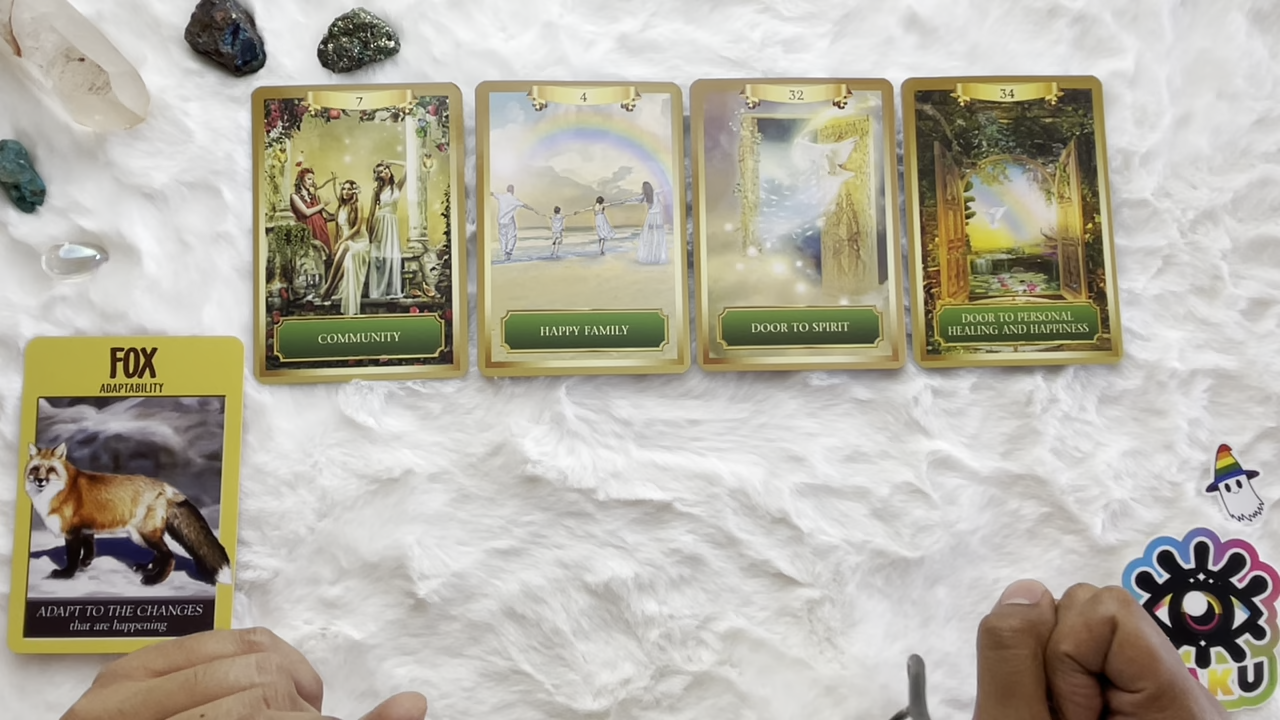 7
COMMUNITY
4
HAPPY FAMILY
32
DOOR TO SPIRIT
34
DOOR TO PERSONAL
HEALING AND HAPPINESS
FOX
ADAPTABILITY
ADAPT TO THE CHANGES
that are happening